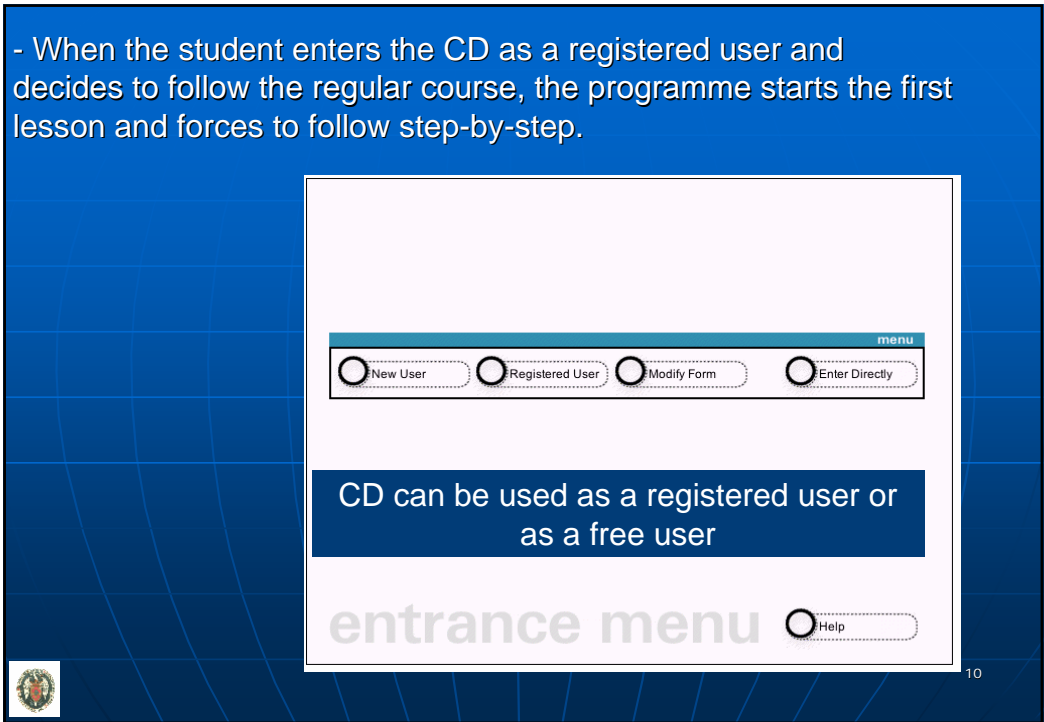 - When the student enters the CD as a registered user and
decides to follow the regular course, the programme starts the first
lesson and forces to follow step-by-step.
menu
New User Registered User Modify Form Enter Directly
CD can be used as a registered user or
as a free user
entrance menu Help
10